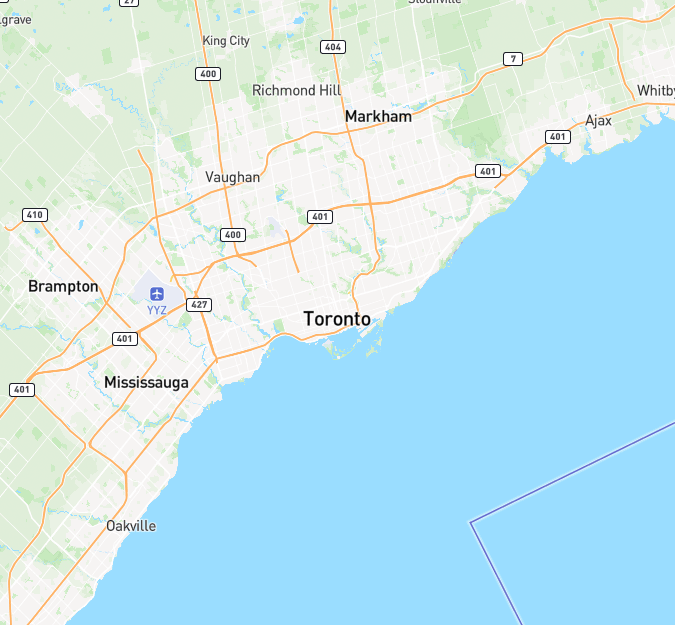 lgrave
27
Stouffville
King City
404
7
400
Richmond Hill
Whitby
Markham
Ajax
401
401
Vaughan
410
401
400
Brampton
YYZ
427
Toronto
401
Mississauga
401
Oakville